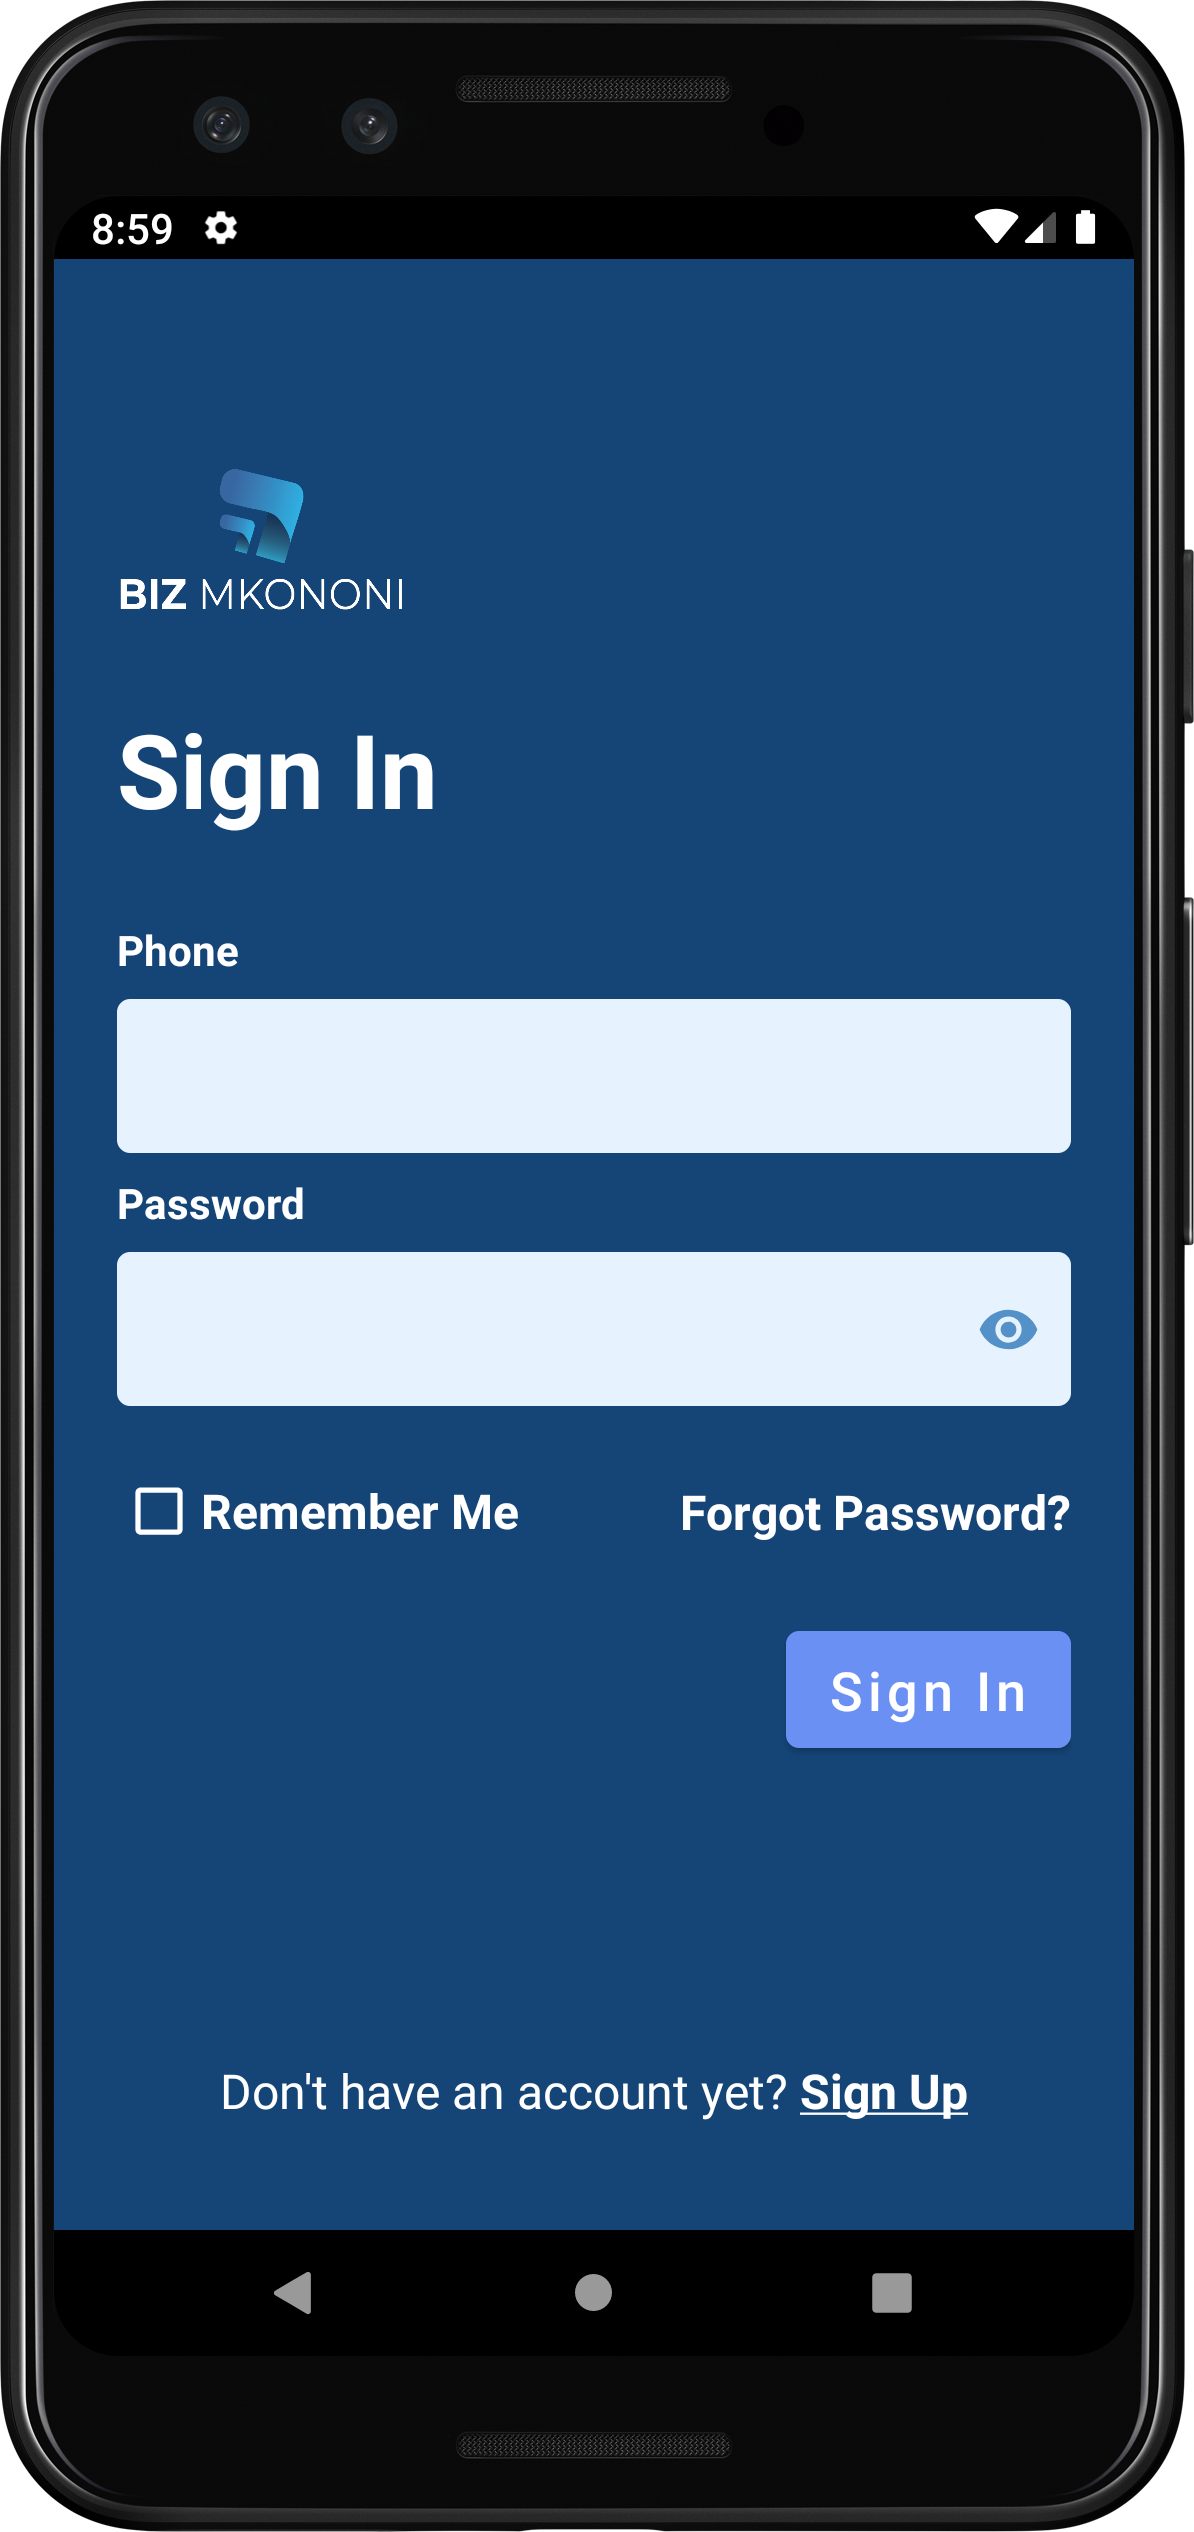 8:59
BIZ MKONONI
Sign In
Phone
Password
Remember Me
Forgot Password?
Sign In
Don't have an account yet? Sign Up